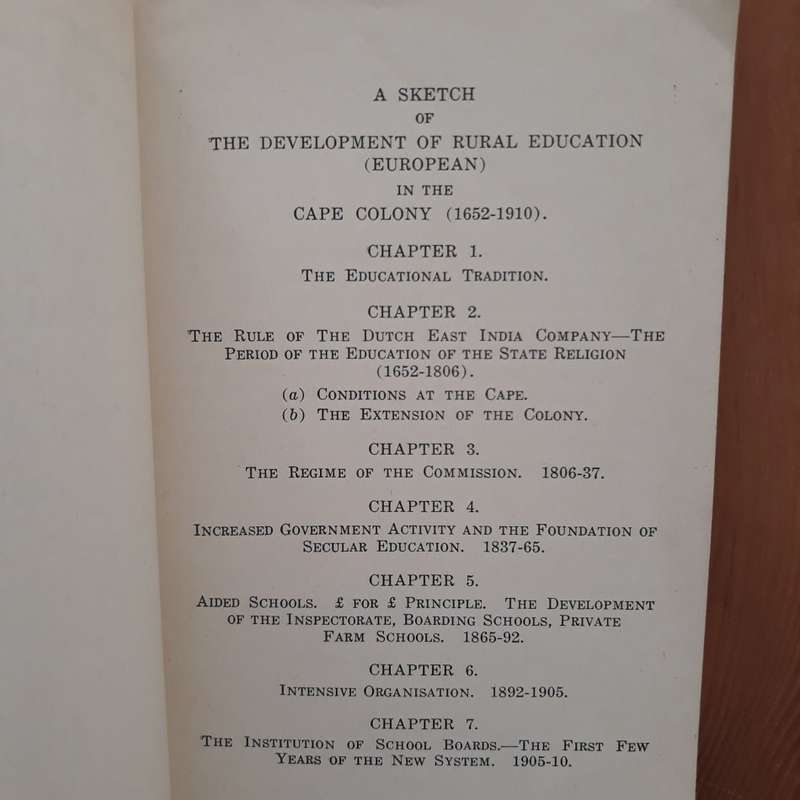 A SKETCH
OF
THE DEVELOPMENT OF RURAL EDUCATION
(EUROPEAN)
IN THE
CAPE COLONY (1652-1910).
CHAPTER 1.
THE EDUCATIONAL TRADITION.
CHAPTER 2.
THE RULE OF THE DUTCH EAST INDIA COMPANY—THE
PERIOD OF THE EDUCATION OF THE STATE RELIGION
(1652-1806).
(a) CONDITIONS AT THE CAPE.
(b) THE EXTENSION OF THE COLONY.
CHAPTER 3.
THE REGIME OF THE COMMISSION. 1806-37.
CHAPTER 4.
INCREASED GOVERNMENT ACTIVITY AND THE FOUNDATION OF
SECULAR EDUCATION. 1837-65.
CHAPTER 5.
AIDED SCHOOLS. £ FOR £ PRINCIPLE. THE DEVELOPMENT
OF THE INSPECTORATE, BOARDING SCHOOLS, PRIVATE
FARM SCHOOLS. 1865-92.
CHAPTER 6.
INTENSIVE ORGANISATION. 1892-1905.
CHAPTER 7.
THE INSTITUTION OF SCHOOL BOARDS.—THE FIRST FEW
YEARS OF THE NEW SYSTEM. 1905-10.